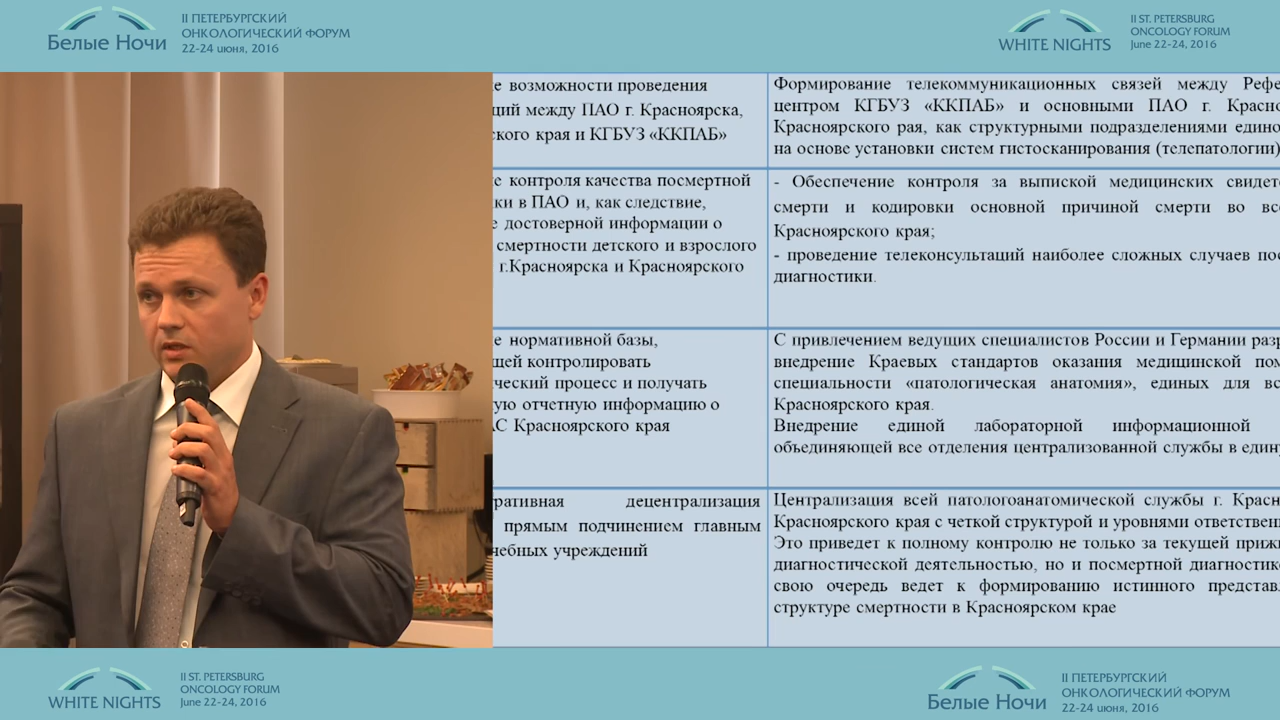 Белые Ночи
II ПЕТЕРБУРГСКИЙ
ОНКОЛОГИЧЕСКИЙ ФОРУМ
22-24 июня, 2016
WHITE NIGHTS
II ST. PETERSBURG
ONCOLOGY FORUM
June 22-24, 2016
е возможности проведения
ций между ПАО г. Красноярска,
ского края и КГБУЗ «ККПАБ»
Формирование телекоммуникационных связей между Рефе
центром КГБУЗ «ККПАБ» и основными ПАО г. Красно
Красноярского рая, как структурными подразделениями едино
на основе установки систем гистосканирования (телепатологии)
е контроля качества посмертной
ки в ПАО и, как следствие,
е достоверной информации о
смертности детского и взрослого
г.Красноярска и Красноярского
- Обеспечение контроля за выпиской медицинских свидете
смерти и кодировки основной причиной смерти во все
Красноярского края;
- проведение телеконсультаций наиболее сложных случаев пос
диагностики.
е нормативной базы,
щей контролировать
ческий процесс и получать
ую отчетную информацию о
АС Красноярского края
С привлечением ведущих специалистов России и Германии разр
внедрение Краевых стандартов оказания медицинской пом
специальности «патологическая анатомия», единых для вс
Красноярского края.
Внедрение единой лабораторной информационной
объединяющей все отделения централизованной службы в едину
ративная децентрализация
прямым подчинением главным
чебных учреждений
Централизация всей патологоанатомической службы г. Красн
Красноярского края с четкой структурой и уровнями ответствен
Это приведет к полному контролю не только за текущей прижи
диагностической деятельностью, но и посмертной диагностико
свою очередь ведет к формированию истинного представ
структуре смертности в Красноярском крае
WHITE NIGHTS
II ST. PETERSBURG
ONCOLOGY FORUM
June 22-24, 2016
Белые Ночи
II ПЕТЕРБУРГСКИЙ
ОНКОЛОГИЧЕСКИЙ ФОРУМ
22-24 июня, 2016